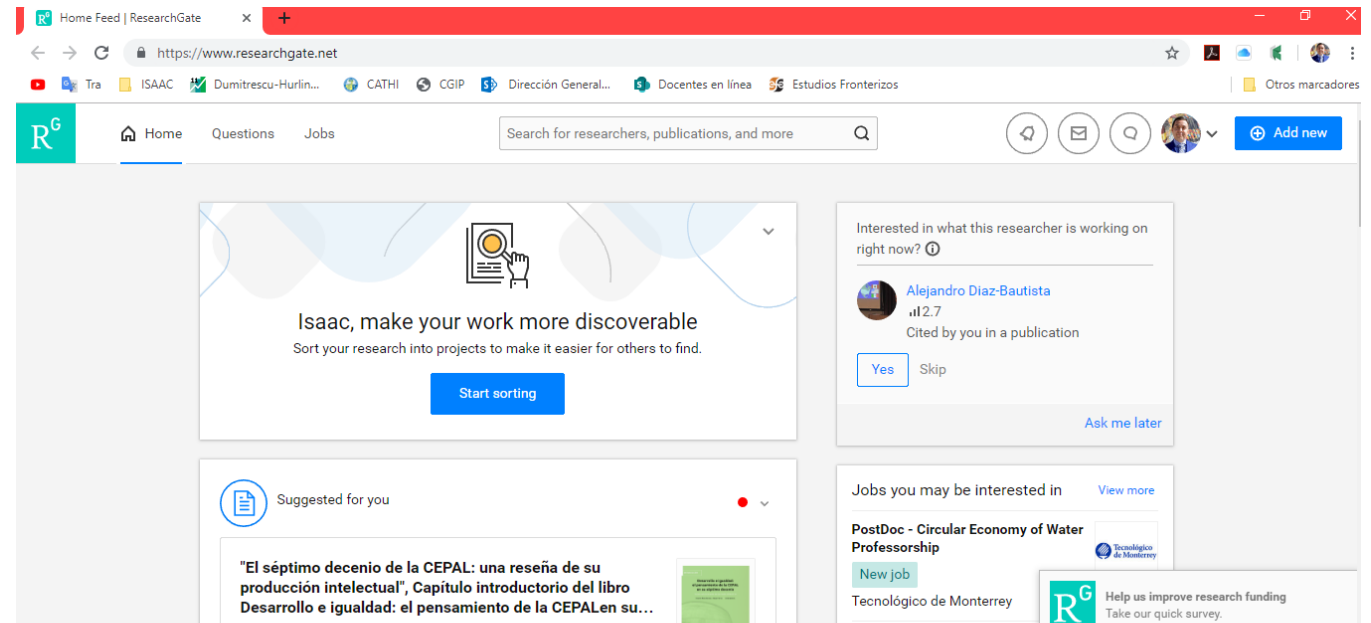 Home Feed | ResearchGate
https://www.researchgate.net
Tra ISAAC Dumitrescu-Hurlin... CATHI CGIP Dirección General... Docentes en línea Estudios Fronterizos Otros marcadores
RG Home Questions Jobs Search for researchers, publications, and more Add new
Isaac, make your work more discoverable
Sort your research into projects to make it easier for others to find.
Start sorting
Suggested for you
"El séptimo decenio de la CEPAL: una reseña de su
producción intelectual", Capítulo introductorio del libro
Desarrollo e igualdad: el pensamiento de la CEPALen su...
Interested in what this researcher is working on
right now?
Alejandro Diaz-Bautista
2.7
Cited by you in a publication
Yes Skip
Ask me later
Jobs you may be interested in View more
PostDoc - Circular Economy of Water
Professorship
Tecnológico
de Monterrey
New job
Tecnológico de Monterrey
RG
Help us improve research funding
Take our quick survey.